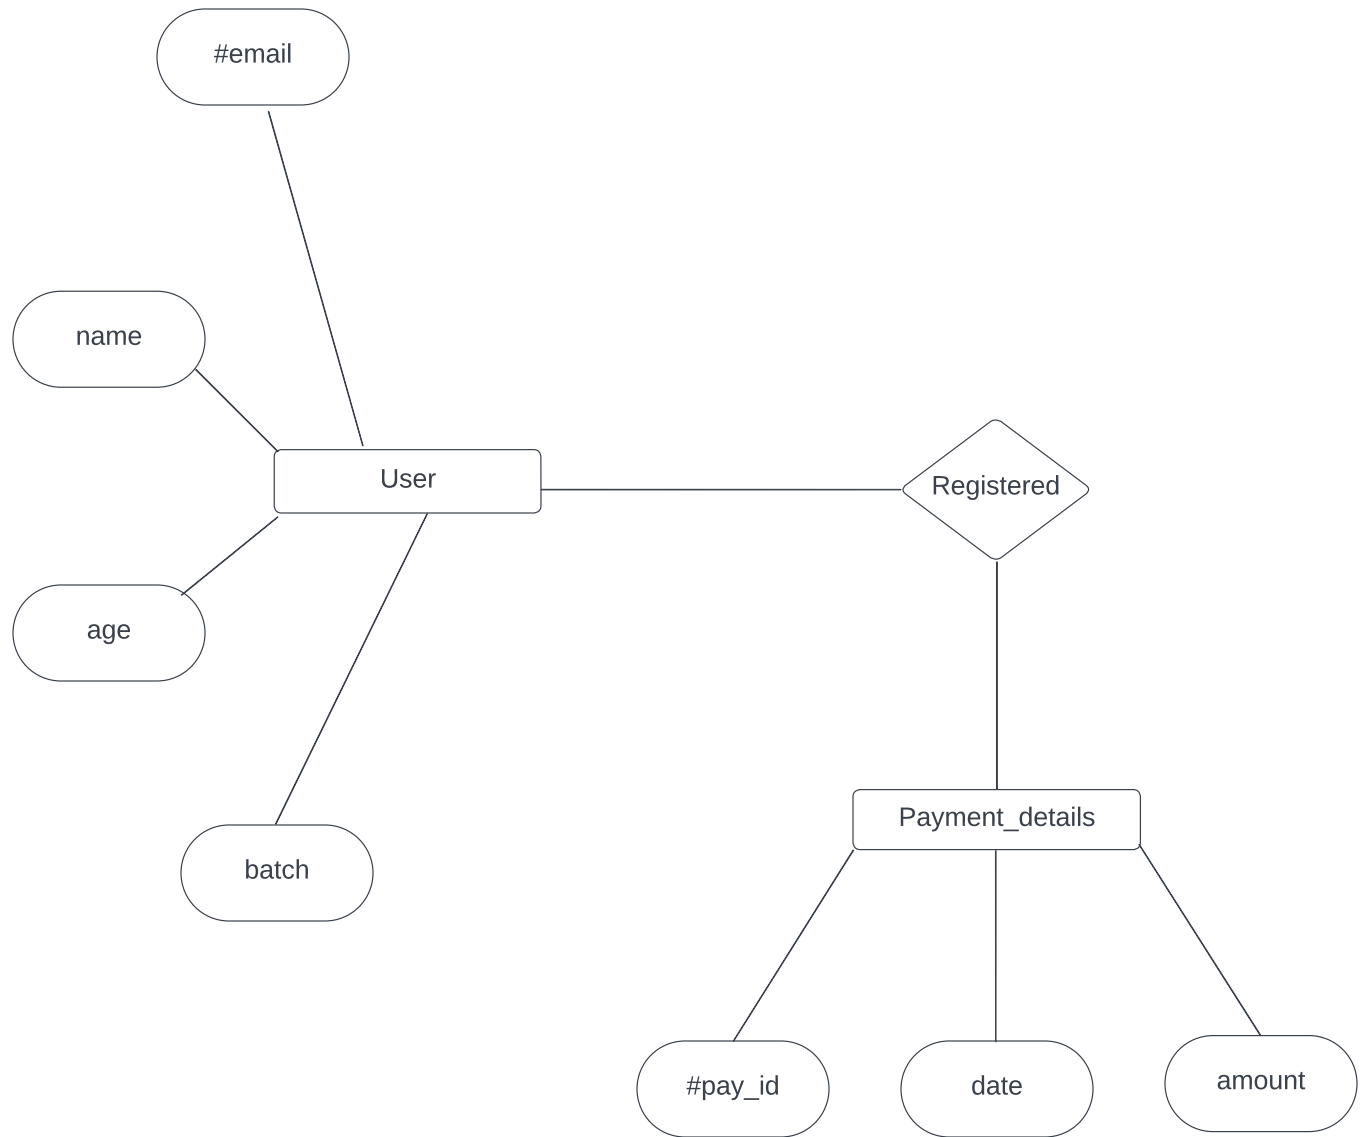 #email
name
User
Registered
age
Payment_details
batch
#pay_id
date
amount